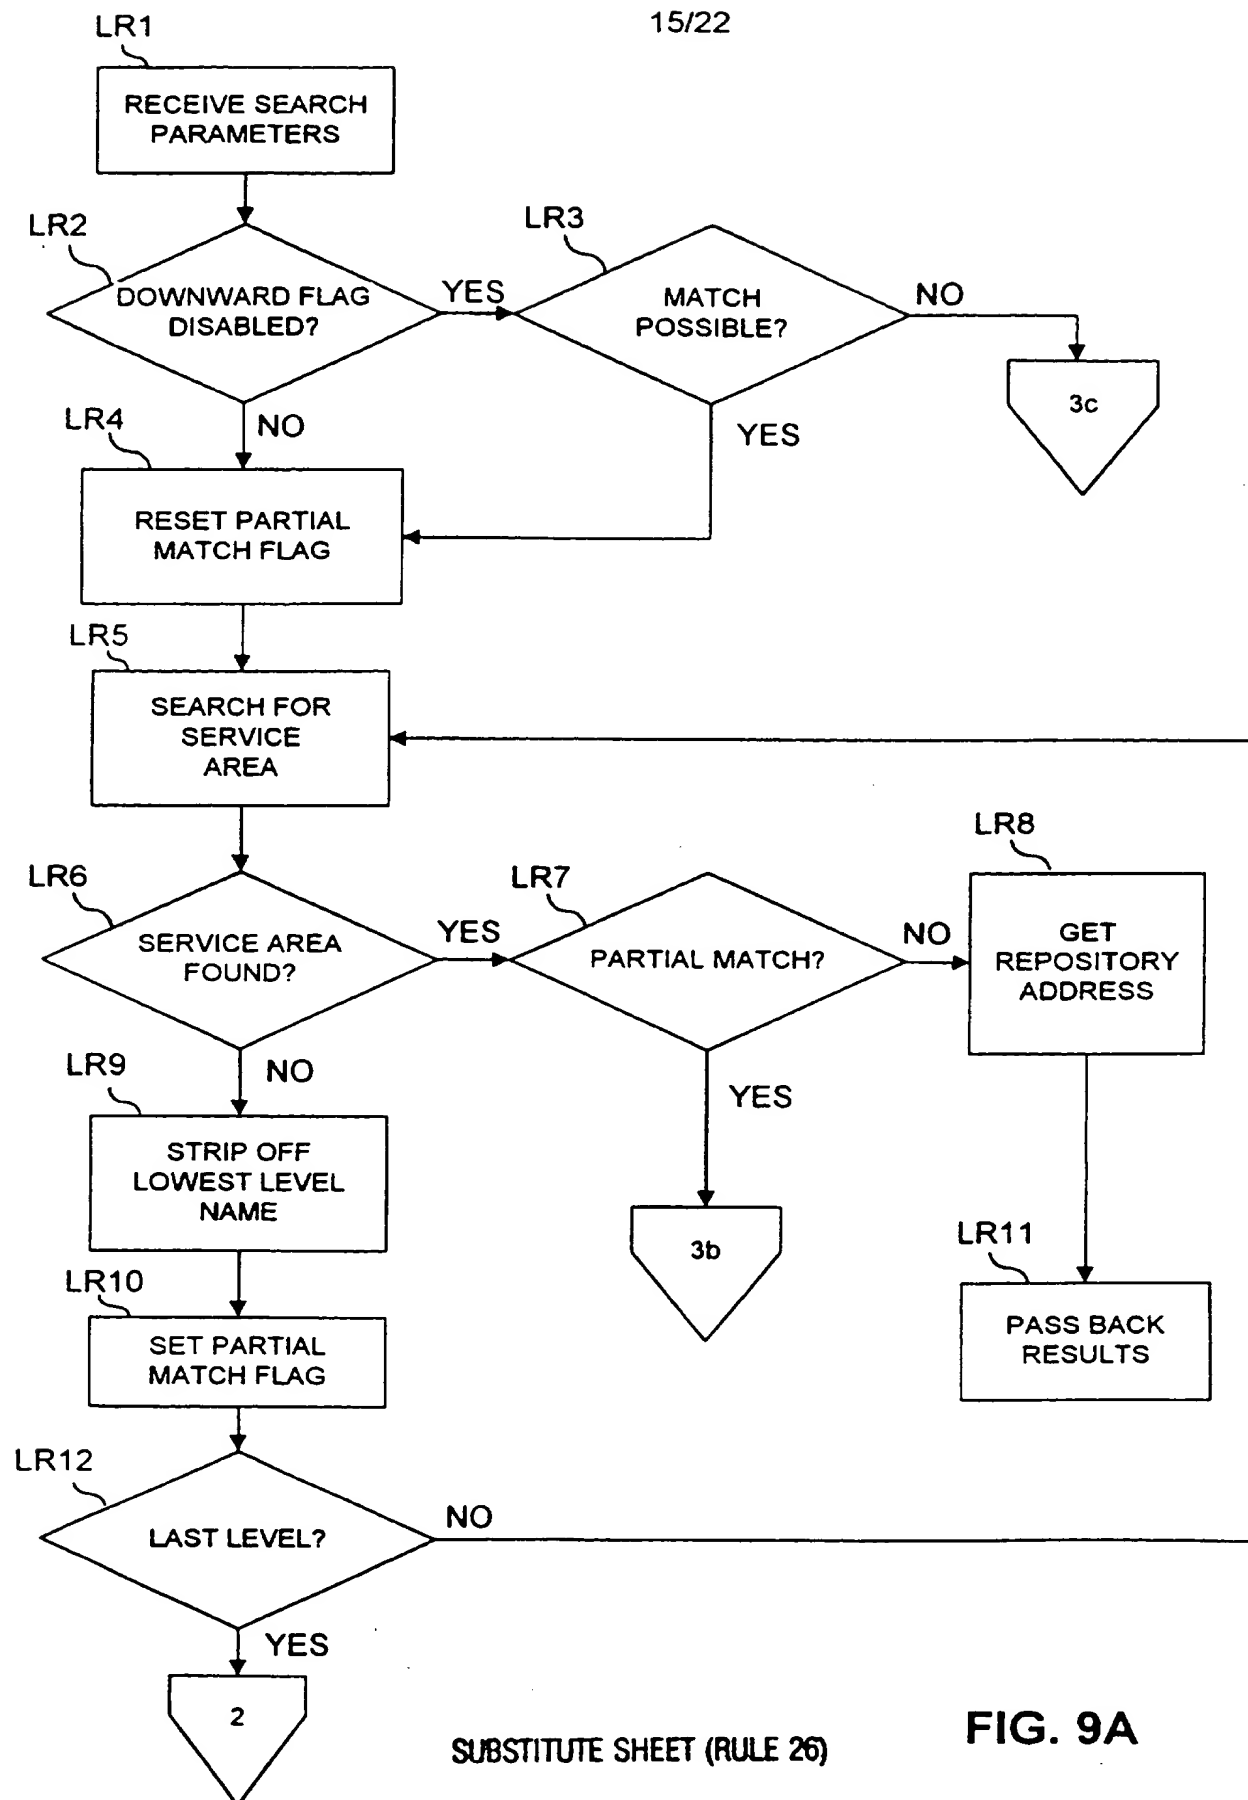 15/22
LR1
RECEIVE SEARCH
PARAMETERS
LR2
DOWNWARD FLAG
DISABLED?
YES
NO
LR3
MATCH
POSSIBLE?
NO
3c
YES
LR4
RESET PARTIAL
MATCH FLAG
LR5
SEARCH FOR
SERVICE
AREA
LR6
SERVICE AREA
FOUND?
YES
NO
LR7
PARTIAL MATCH?
NO
YES
3b
LR8
GET
REPOSITORY
ADDRESS
LR11
PASS BACK
RESULTS
LR9
STRIP OFF
LOWEST LEVEL
NAME
LR10
SET PARTIAL
MATCH FLAG
LR12
LAST LEVEL?
NO
YES
2
SUBSTITUTE SHEET (RULE 26)
FIG. 9A